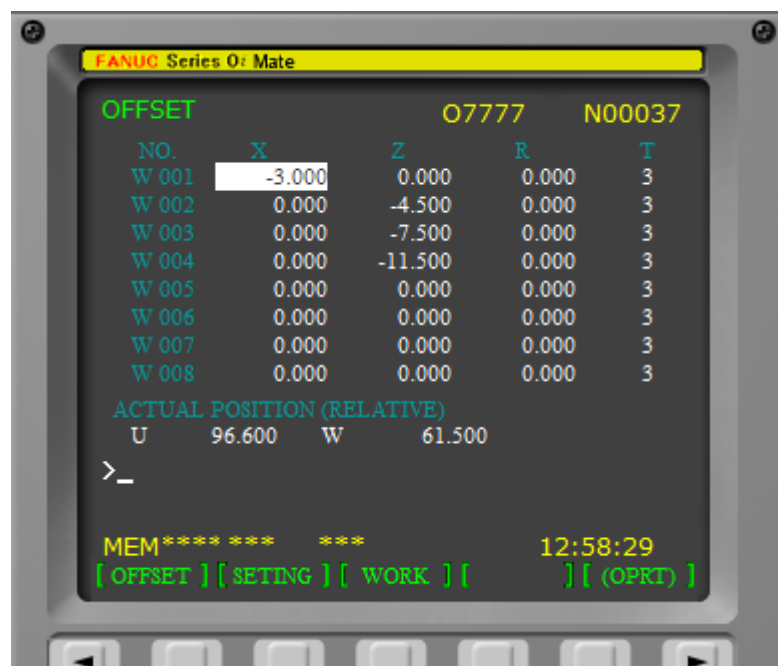 FANUC Series 0i Mate
OFFSET O7777 N00037
NO. X Z R T
W 001 -3.000 0.000 0.000 3
W 002 0.000 -4.500 0.000 3
W 003 0.000 -7.500 0.000 3
W 004 0.000 -11.500 0.000 3
W 005 0.000 0.000 0.000 3
W 006 0.000 0.000 0.000 3
W 007 0.000 0.000 0.000 3
W 008 0.000 0.000 0.000 3
ACTUAL POSITION (RELATIVE)
U 96.600 W 61.500
>_
MEM**** *** *** 12:58:29
[ OFFSET ] [ SETING ] [ WORK ] [ ] [ (OPRT) ]